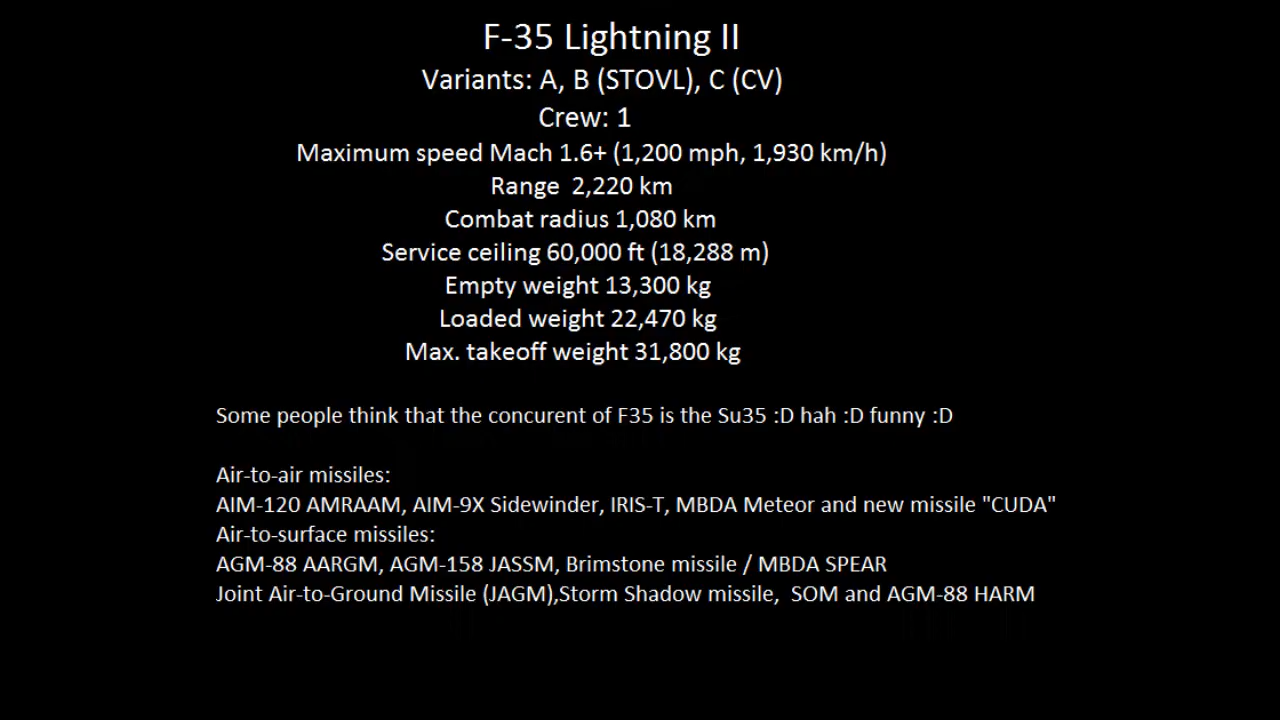 F-35 Lightning II
Variants: A, B (STOVL), C (CV)
Crew: 1
Maximum speed Mach 1.6+ (1,200 mph, 1,930 km/h)
Range  2,220 km
Combat radius 1,080 km
Service ceiling 60,000 ft (18,288 m)
Empty weight 13,300 kg
Loaded weight 22,470 kg
Max. takeoff weight 31,800 kg
Some people think that the concurent of F35 is the Su35 :D hah :D funny :D
Air-to-air missiles:
AIM-120 AMRAAM, AIM-9X Sidewinder, IRIS-T, MBDA Meteor and new missile "CUDA"
Air-to-surface missiles:
AGM-88 AARGM, AGM-158 JASSM, Brimstone missile / MBDA SPEAR
Joint Air-to-Ground Missile (JAGM),Storm Shadow missile,  SOM and AGM-88 HARM